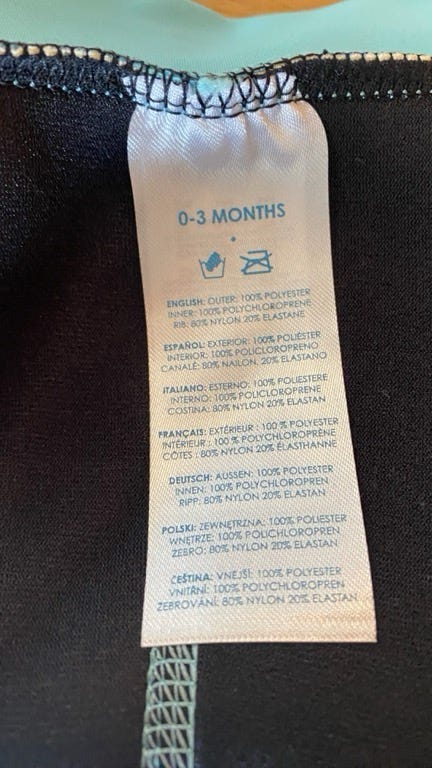 0-3 MONTHS
ENGLISH: OUTER: 100% POLYESTER
INNER: 100% POLYCHLOROPRENE
RIB: 80% NYLON 20% ELASTANE
ESPAÑOL: EXTERIOR: 100% POLIÉSTER
INTERIOR: 100% POLICLOROPRENO
CANALÉ: 80% NAILON, 20% ELASTANO
ITALIANO: ESTERNO: 100% POLIESTERE
INTERNO: 100% POLICLOROPRENE
COSTINA: 80% NYLON 20% ELASTAN
FRANÇAIS: EXTÉRIEUR : 100 % POLYESTER
INTÉRIEUR : 100 % POLYCHLOROPRÈNE
CÔTES : 80% NYLON 20% ÉLASTHANNE
DEUTSCH: AUSSEN: 100% POLYESTER
INNEN: 100% POLYCHLOROPREN
RIPP: 80% NYLON 20% ELASTAN
POLSKI: ZEWNĘTRZNA: 100% POLIESTER
WNĘTRZE: 100% POLICHLOROPREN
ŻEBRO: 80% NYLON 20% ELASTAN
ČEŠTINA: VNEJŠÍ: 100% POLYESTER
VNITŘNÍ: 100% POLYCHLOROPREN
ŽEBROVÁNÍ: 80% NYLON 20% ELASTAN